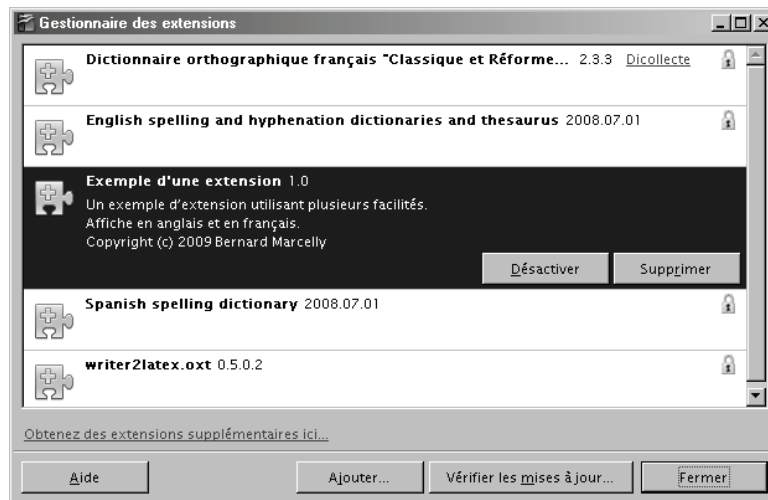 Gestionnaire des extensions
Dictionnaire orthographique français "Classique et Réforme... 2.3.3 Dicollecte
English spelling and hyphenation dictionaries and thesaurus 2008.07.01
Exemple d'une extension 1.0
Un exemple d'extension utilisant plusieurs facilités.
Affiche en anglais et en français.
Copyright (c) 2009 Bernard Marcelly
Désactiver Supprimer
Spanish spelling dictionary 2008.07.01
writer2latex.oxt 0.5.0.2
Obtenez des extensions supplémentaires ici...
Aide Ajouter... Vérifier les mises à jour... Fermer